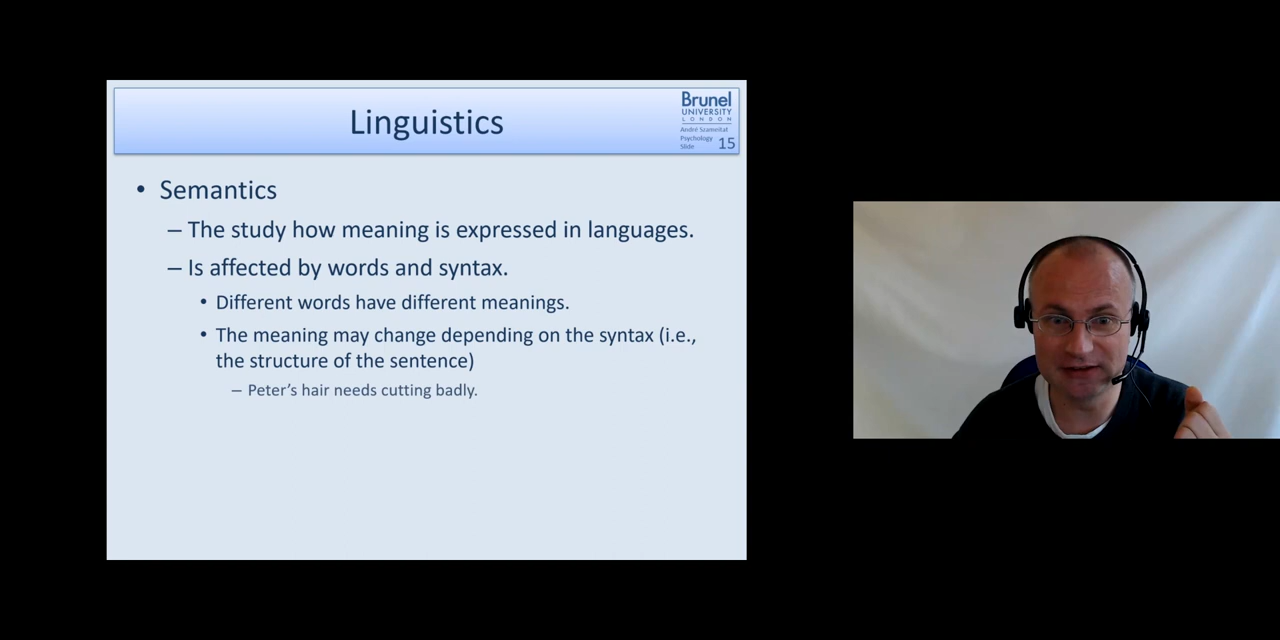 Linguistics
Brunel
UNIVERSITY
LONDON
André Szameitat
Psychology
Slide 15
• Semantics
– The study how meaning is expressed in languages.
– Is affected by words and syntax.
• Different words have different meanings.
• The meaning may change depending on the syntax (i.e.,
the structure of the sentence)
– Peter’s hair needs cutting badly.